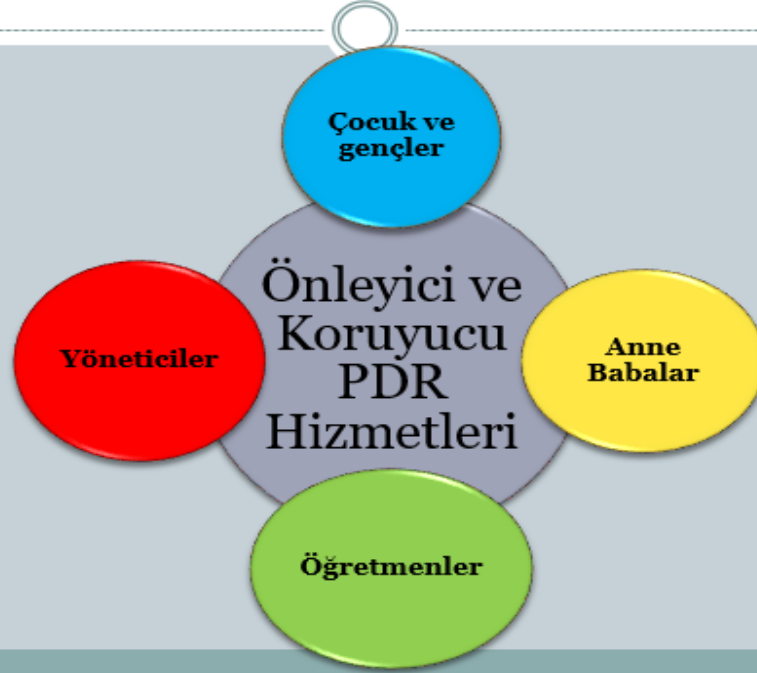 Çocuk ve
gençler
Önleyici ve
Koruyucu
PDR
Hizmetleri
Yöneticiler
Anne
Babalar
Öğretmenler